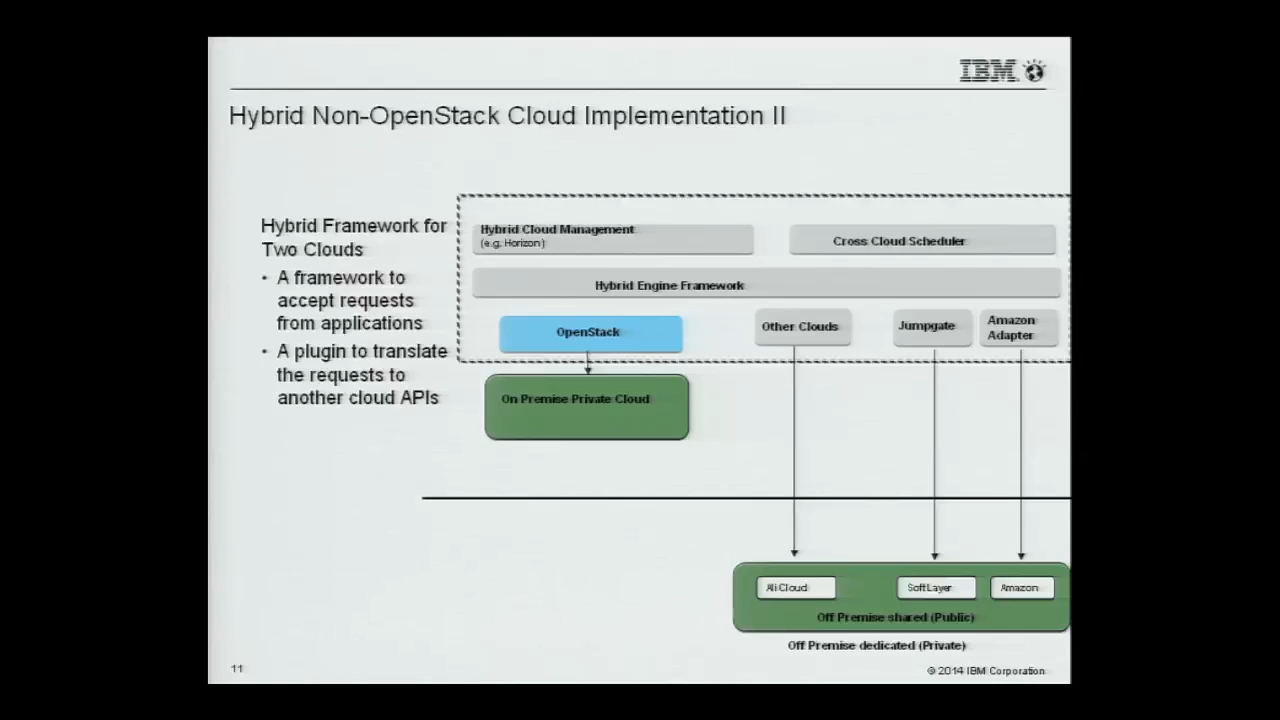 IBM
Hybrid Non-OpenStack Cloud Implementation II
Hybrid Framework for
Two Clouds
• A framework to
accept requests
from applications
• A plugin to translate
the requests to
another cloud APIs
Hybrid Cloud Management
(e.g. Horizon)
Cross Cloud Scheduler
Hybrid Engine Framework
OpenStack
Other Clouds
Jumpgate
Amazon
Adapter
On Premise Private Cloud
Ali Cloud
SoftLayer
Amazon
Off Premise shared (Public)
Off Premise dedicated (Private)
11
© 2014 IBM Corporation